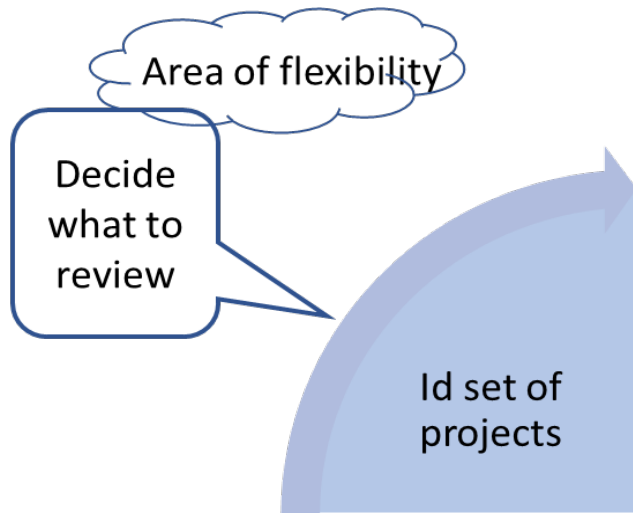 Area of flexibility
Decide
what to
review
Id set of
projects